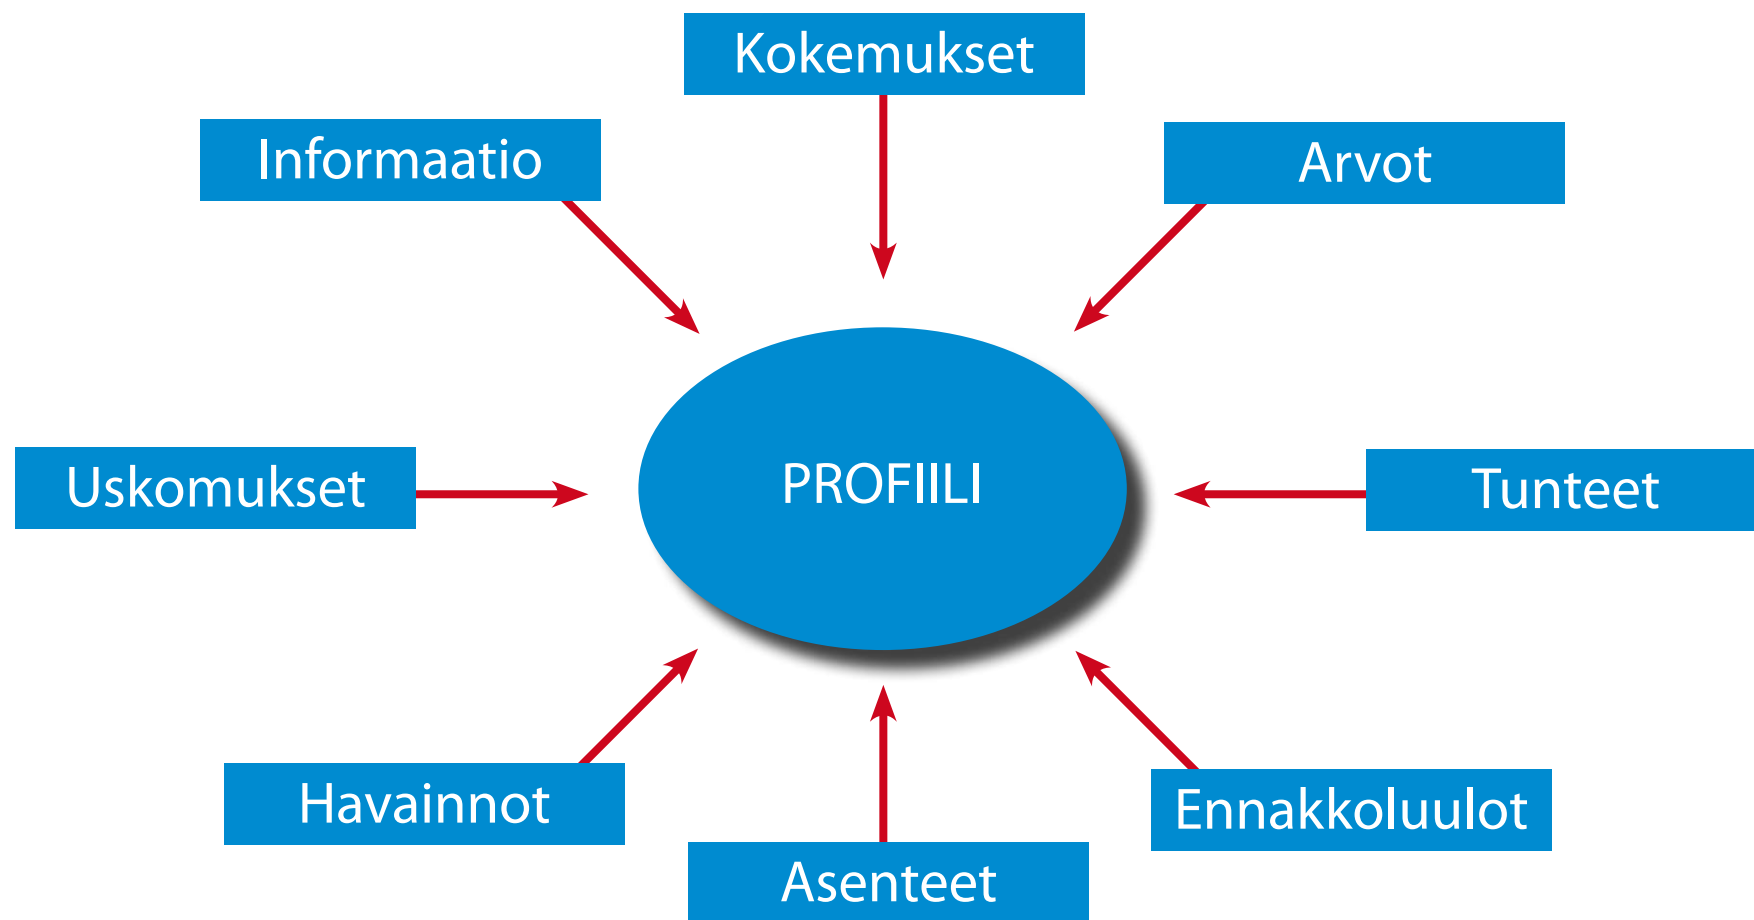 Kokemukset
Informaatio
Arvot
Uskomukset
PROFIILI
Tunteet
Havainnot
Ennakkoluulot
Asenteet